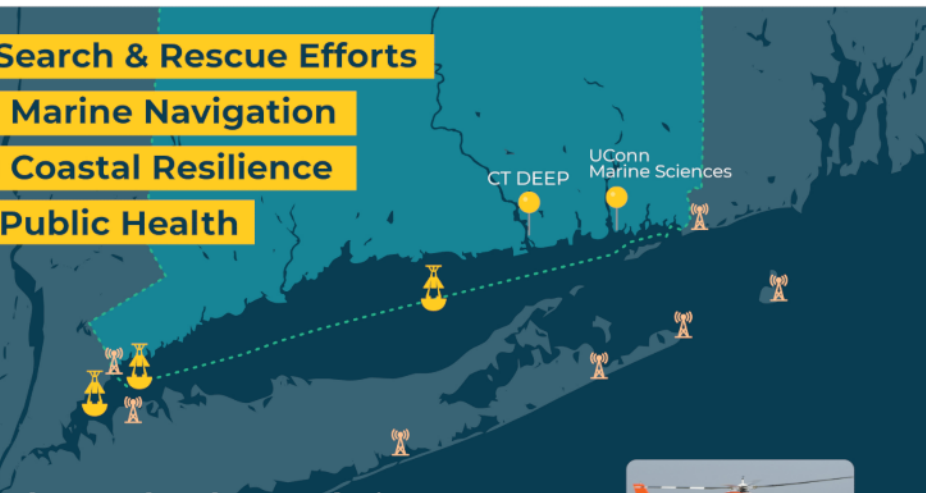 Search & Rescue Efforts
Marine Navigation
Coastal Resilience
Public Health
CT DEEP
UConn
Marine Sciences